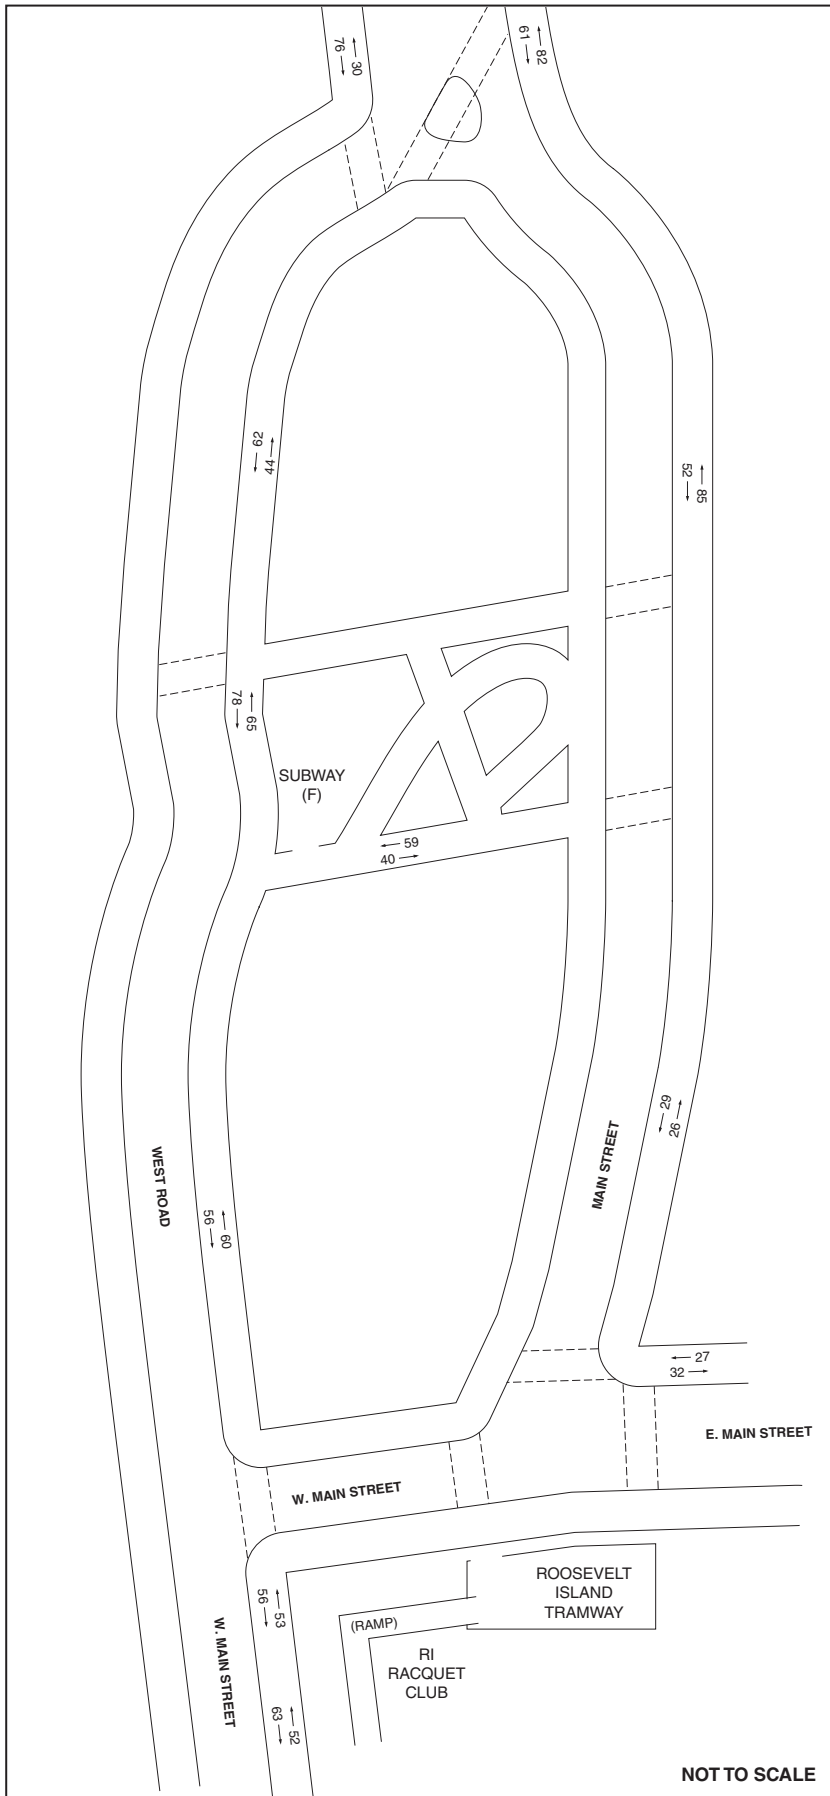 76
30
61
82
62
44
52
85
78
65
SUBWAY
(F)
59
40
29
26
WEST ROAD
MAIN STREET
56
60
27
32
E. MAIN STREET
W. MAIN STREET
56
53
ROOSEVELT
ISLAND
TRAMWAY
(RAMP)
RI
RACQUET
CLUB
W. MAIN STREET
63
52
NOT TO SCALE